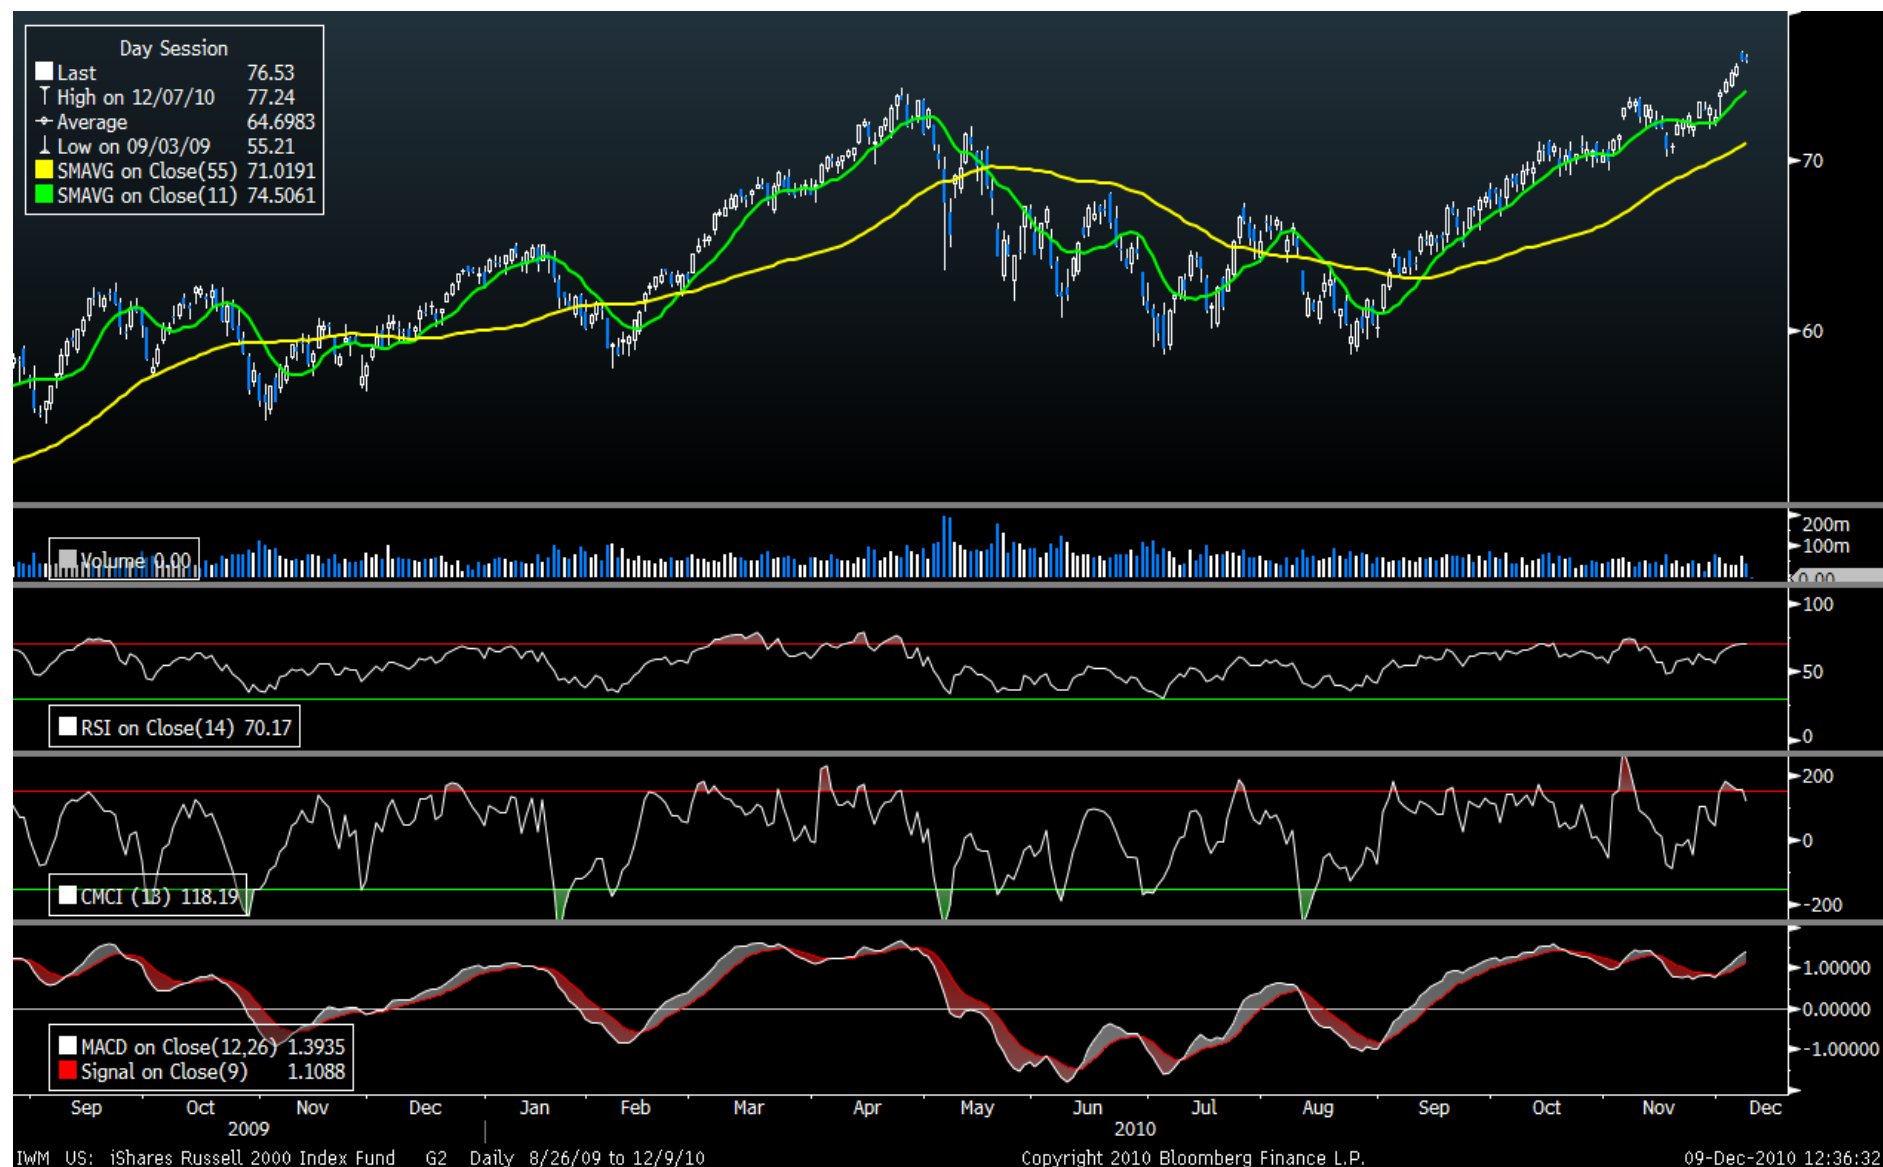 Day Session
Last 76.53
High on 12/07/10 77.24
Average 64.6983
Low on 09/03/09 55.21
SMAVG on Close(55) 71.0191
SMAVG on Close(11) 74.5061
70
60
200m
100m
0.00
Volume 0.00
100
50
0
RSI on Close(14) 70.17
200
0
-200
CMCI (13) 118.19
1.00000
0.00000
-1.00000
MACD on Close(12,26) 1.3935
Signal on Close(9) 1.1088
Sep Oct Nov Dec Jan Feb Mar Apr May Jun Jul Aug Sep Oct Nov Dec
2009 2010
IWM US: iShares Russell 2000 Index Fund G2 Daily 8/26/09 to 12/9/10 Copyright 2010 Bloomberg Finance L.P. 09-Dec-2010 12:36:32